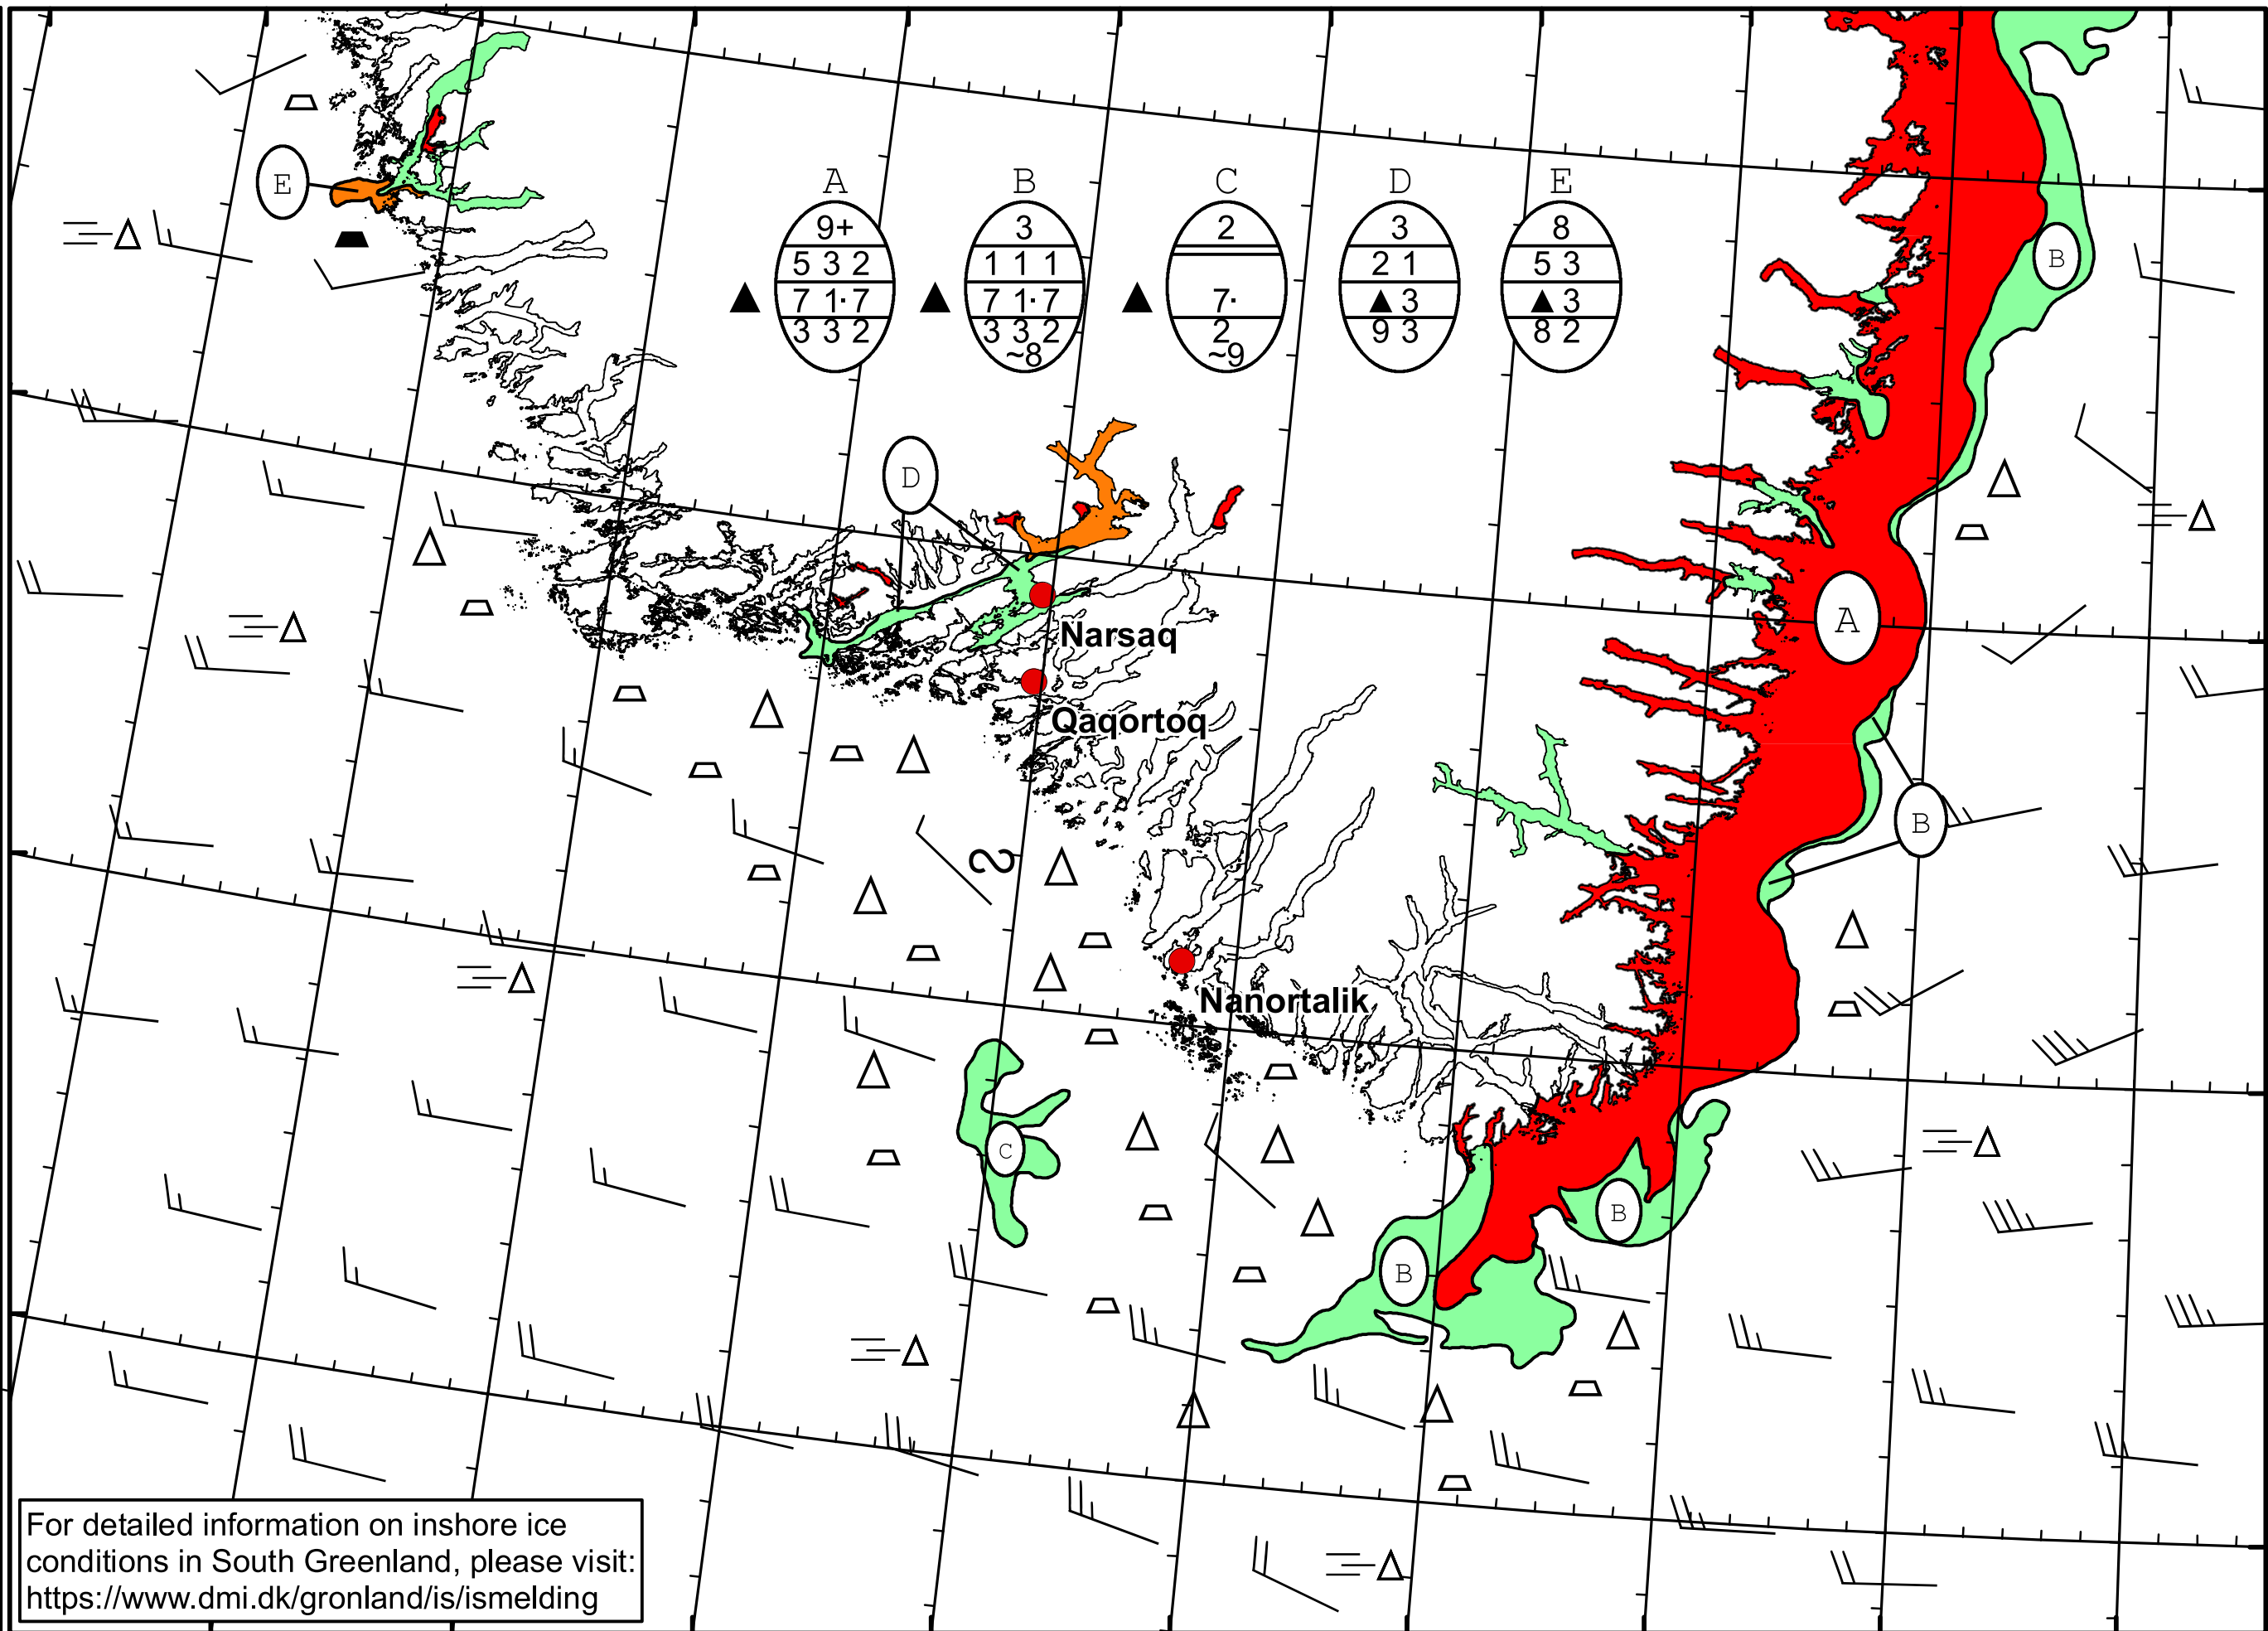 A B C D E
9+ 3 2 3 8
5 3 2 1 1 1 2 1 5 3
7 1· 7 7 1· 7 7· ▲ 3 ▲ 3
3 3 2 3 3 2 2 9 3 8 2
~8 ~9
E
B
D
A
Narsaq
Qaqortoq
B
Nanortalik
C
B
B
For detailed information on inshore ice
conditions in South Greenland, please visit:
https://www.dmi.dk/gronland/is/ismelding